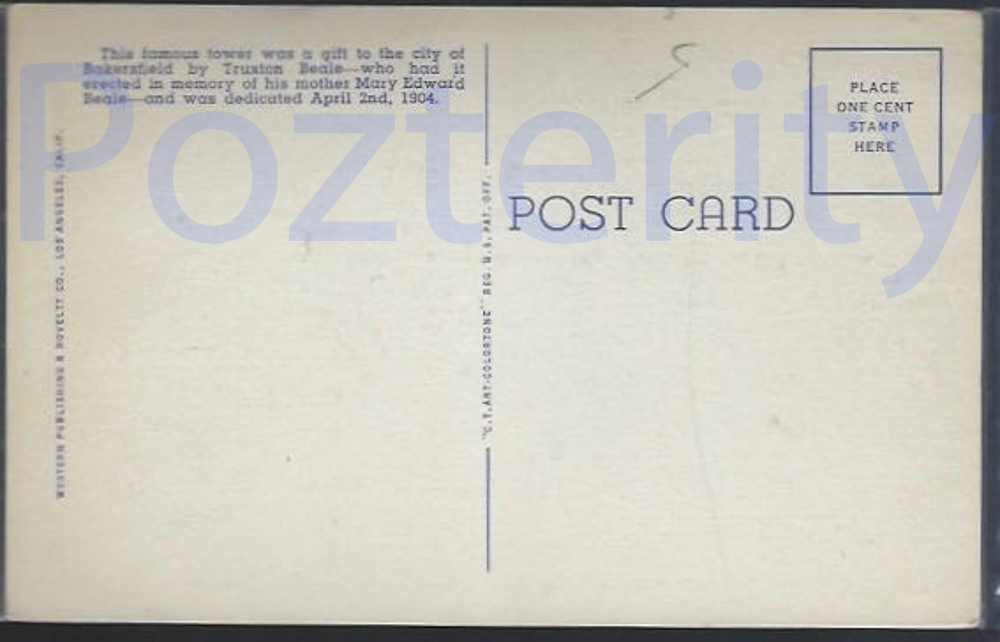 This famous tower was a gift to the city of
Bakersfield by Truxton Beale—who had it
erected in memory of his mother Mary Edward
Beale—and was dedicated April 2nd, 1904.
WESTERN PUBLISHING & NOVELTY CO., LOS ANGELES, CALIF.
"C.T. ART-COLORTONE" REG. U.S. PAT. OFF.
POST CARD
PLACE
ONE CENT
STAMP
HERE
Pozterity